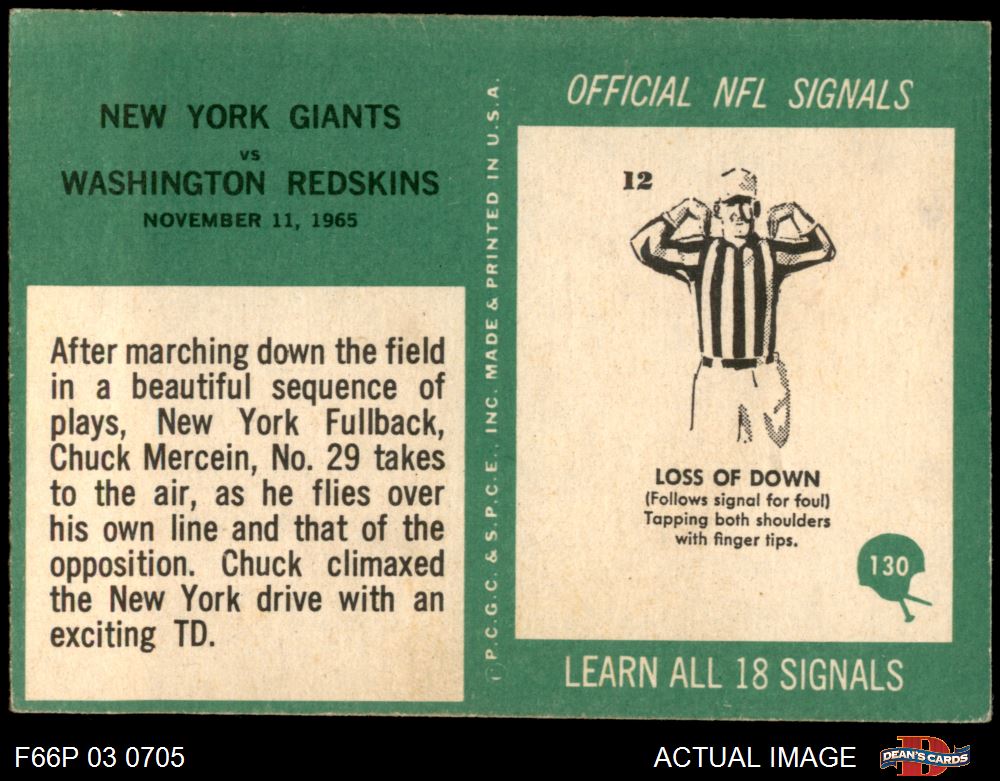 NEW YORK GIANTS
VS
WASHINGTON REDSKINS
NOVEMBER 11, 1965
After marching down the field
in a beautiful sequence of
plays, New York Fullback,
Chuck Mercein, No. 29 takes
to the air, as he flies over
his own line and that of the
opposition. Chuck climaxed
the New York drive with an
exciting TD.
©P.C.G.C. & S.P.C.E., INC. MADE & PRINTED IN U.S.A.
OFFICIAL NFL SIGNALS
12
LOSS OF DOWN
(Follows signal for foul)
Tapping both shoulders
with finger tips.
130
LEARN ALL 18 SIGNALS
F66P 03 0705
ACTUAL IMAGE
D
DEAN'S CARDS